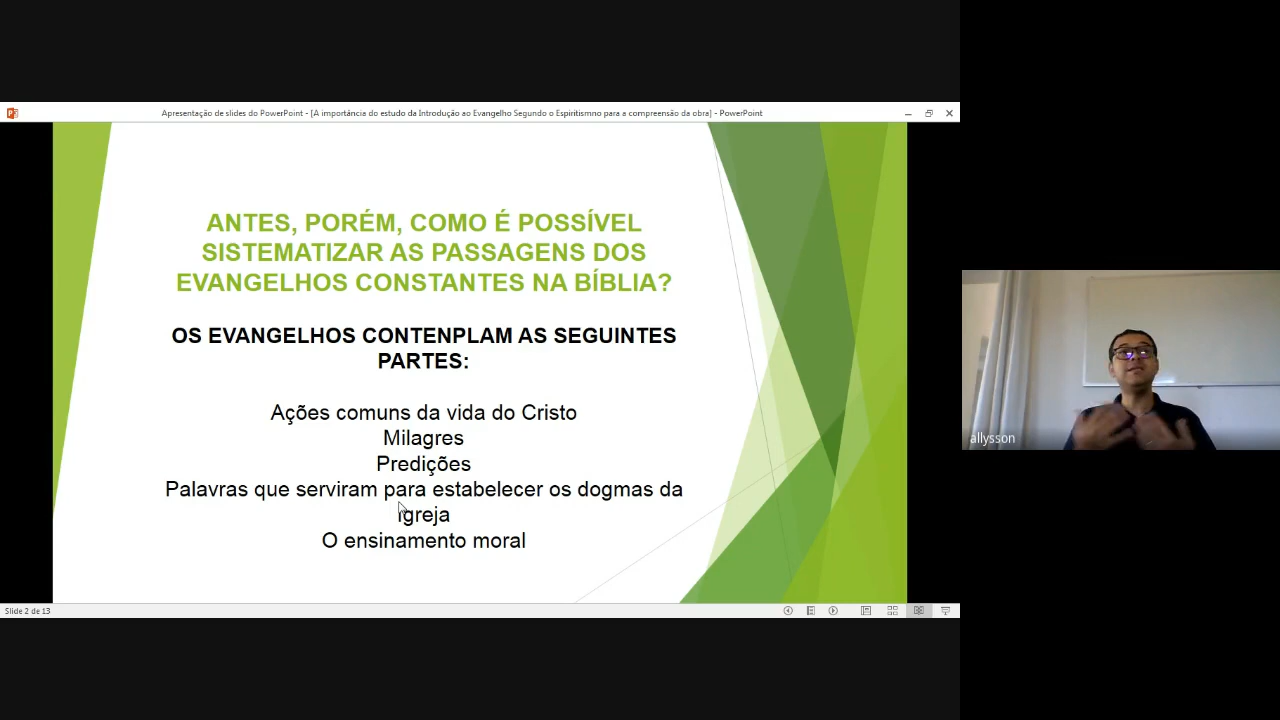 Apresentação de slides do PowerPoint - [A importância do estudo da Introdução ao Evangelho Segundo o Espiritismno para a compreensão da obra] - PowerPoint
ANTES, PORÉM, COMO É POSSÍVEL
SISTEMATIZAR AS PASSAGENS DOS
EVANGELHOS CONSTANTES NA BÍBLIA?
OS EVANGELHOS CONTENPLAM AS SEGUINTES
PARTES:
Ações comuns da vida do Cristo
Milagres
Predições
Palavras que serviram para estabelecer os dogmas da
Igreja
O ensinamento moral
allysson
Slide 2 de 13